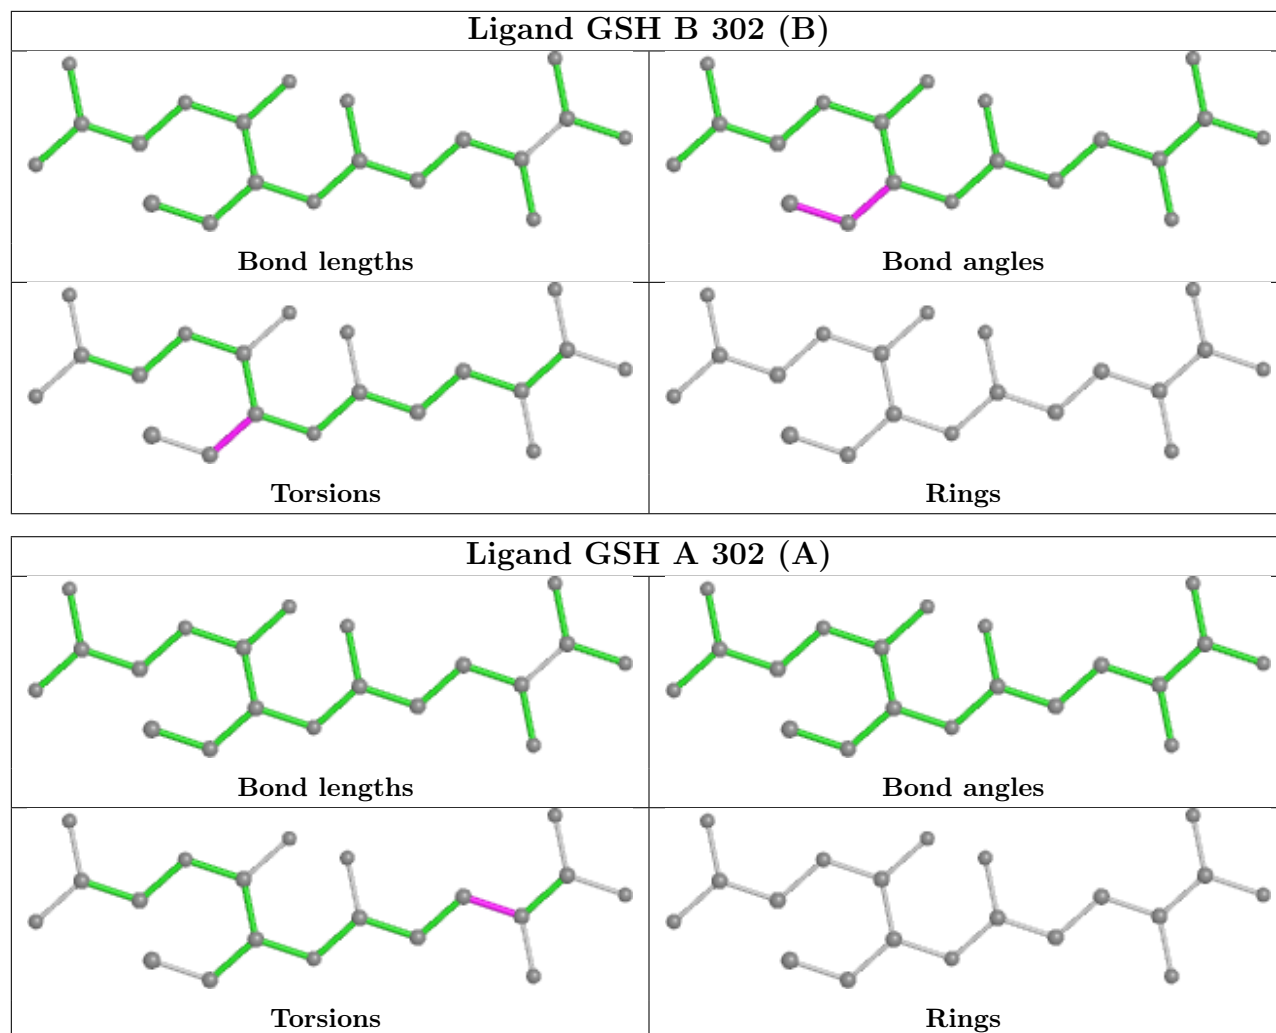 Ligand GSH B 302 (B)
Bond lengths
Bond angles
Torsions
Rings
Ligand GSH A 302 (A)
Bond lengths
Bond angles
Torsions
Rings